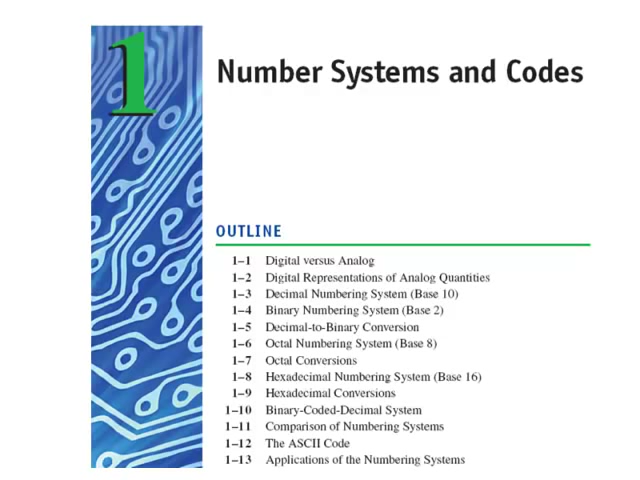 1
Number Systems and Codes
OUTLINE
1–1 Digital versus Analog
1–2 Digital Representations of Analog Quantities
1–3 Decimal Numbering System (Base 10)
1–4 Binary Numbering System (Base 2)
1–5 Decimal-to-Binary Conversion
1–6 Octal Numbering System (Base 8)
1–7 Octal Conversions
1–8 Hexadecimal Numbering System (Base 16)
1–9 Hexadecimal Conversions
1–10 Binary-Coded-Decimal System
1–11 Comparison of Numbering Systems
1–12 The ASCII Code
1–13 Applications of the Numbering Systems